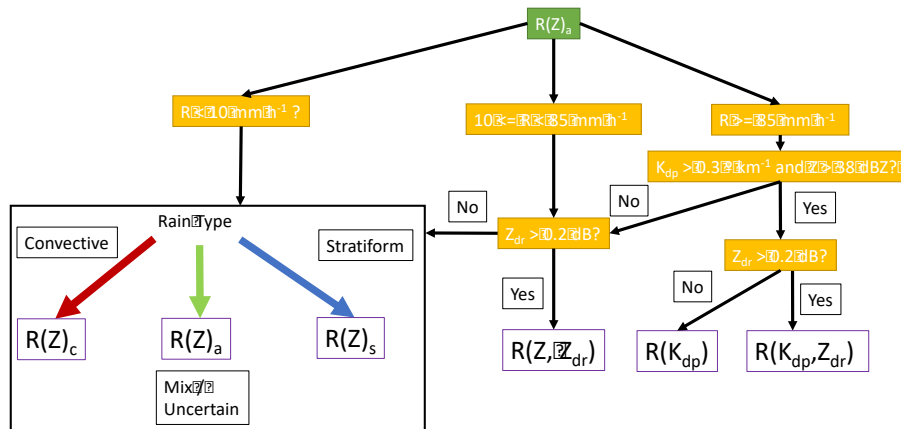 R(Z)a
R < 10 mm h-1 ?
10 <= R < 85 mm h-1
R >= 85 mm h-1
Kdp > 0.3 ° km-1 and Z > 38 dBZ?
No
Yes
Rain Type
Convective
Stratiform
Zdr > 0.2 dB?
Zdr > 0.2 dB?
Yes
No
Yes
R(Z)c
R(Z)a
R(Z)s
R(Z, Zdr)
R(Kdp)
R(Kdp,Zdr)
No
Mix /
Uncertain